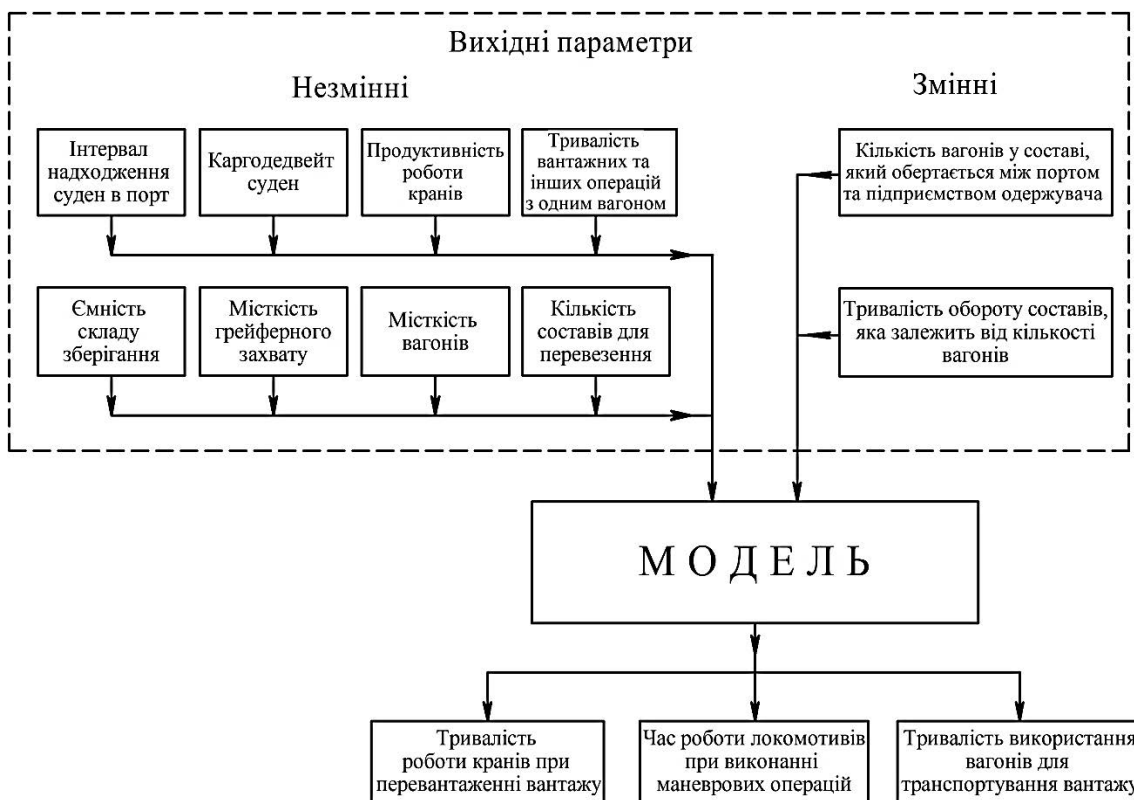 Вихідні параметри
Незмінні
Змінні
Інтервал
надходження
суден в порт
Каргодедвейт
суден
Продуктивність
роботи
кранів
Тривалість
вантажних та
інших операцій
з одним вагоном
Кількість вагонів у составі,
який обертається між портом
та підприємством одержувача
Ємність
складу
зберігання
Місткість
грейферного
захвату
Місткість
вагонів
Кількість
составів для
перевезення
Тривалість обороту составів,
яка залежить від кількості
вагонів
М О Д Е Л Ь
Тривалість
роботи кранів при
перевантаженні вантажу
Час роботи локомотивів
при виконанні
маневрових операцій
Тривалість використання
вагонів для
транспортування вантажу